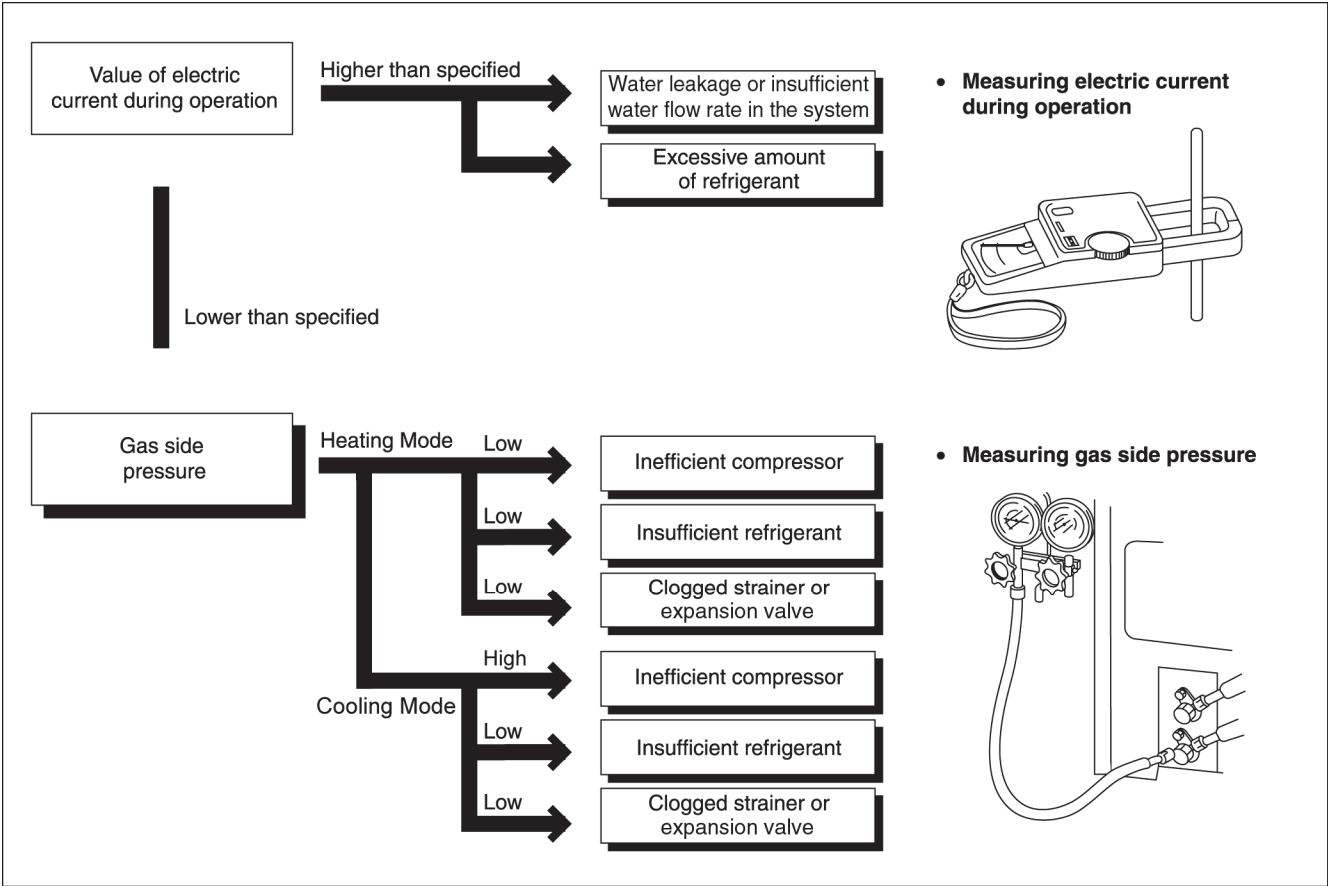 Value of electric
current during operation
Higher than specified
Water leakage or insufficient
water flow rate in the system
Excessive amount
of refrigerant
• Measuring electric current
during operation
Lower than specified
Gas side
pressure
Heating Mode
Low
Inefficient compressor
Low
Insufficient refrigerant
Low
Clogged strainer or
expansion valve
Cooling Mode
High
Inefficient compressor
Low
Insufficient refrigerant
Low
Clogged strainer or
expansion valve
• Measuring gas side pressure